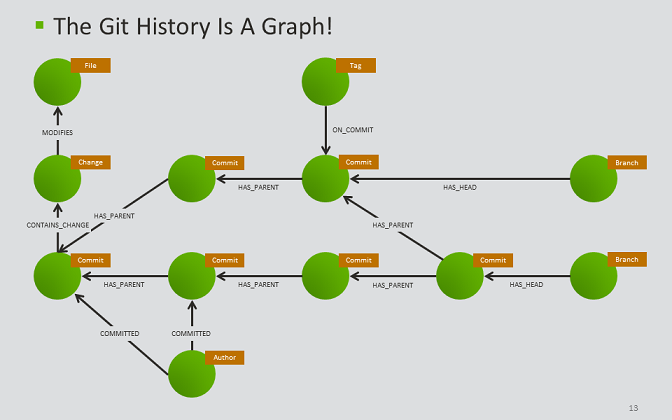 The Git History Is A Graph!
File
Tag
MODIFIES
ON_COMMIT
Change
Commit
Commit
Branch
HAS_PARENT
HAS_HEAD
HAS_PARENT
CONTAINS_CHANGE
HAS_PARENT
Commit
Commit
Commit
Commit
Branch
HAS_PARENT
HAS_PARENT
HAS_PARENT
HAS_HEAD
COMMITTED
COMMITTED
Author
13